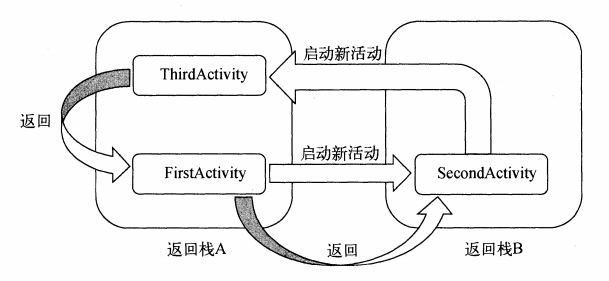 启动新活动
ThirdActivity
返回
启动新活动
FirstActivity
SecondActivity
返回栈A
返回
返回栈B